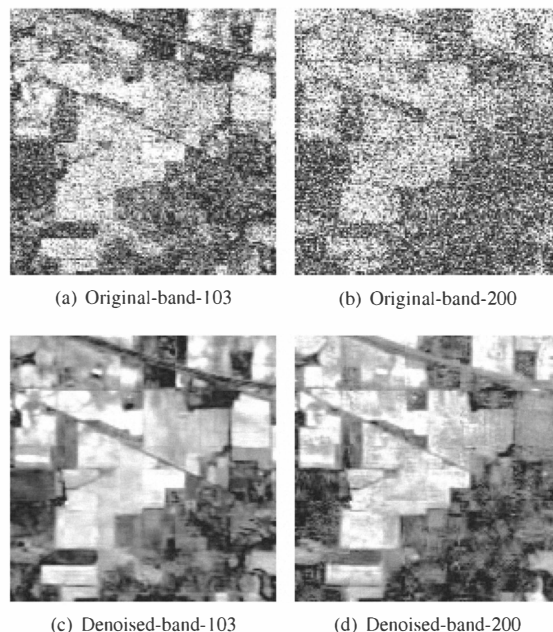 (a) Original-band-103
(b) Original-band-200
(c) Denoised-band-103
(d) Denoised-band-200